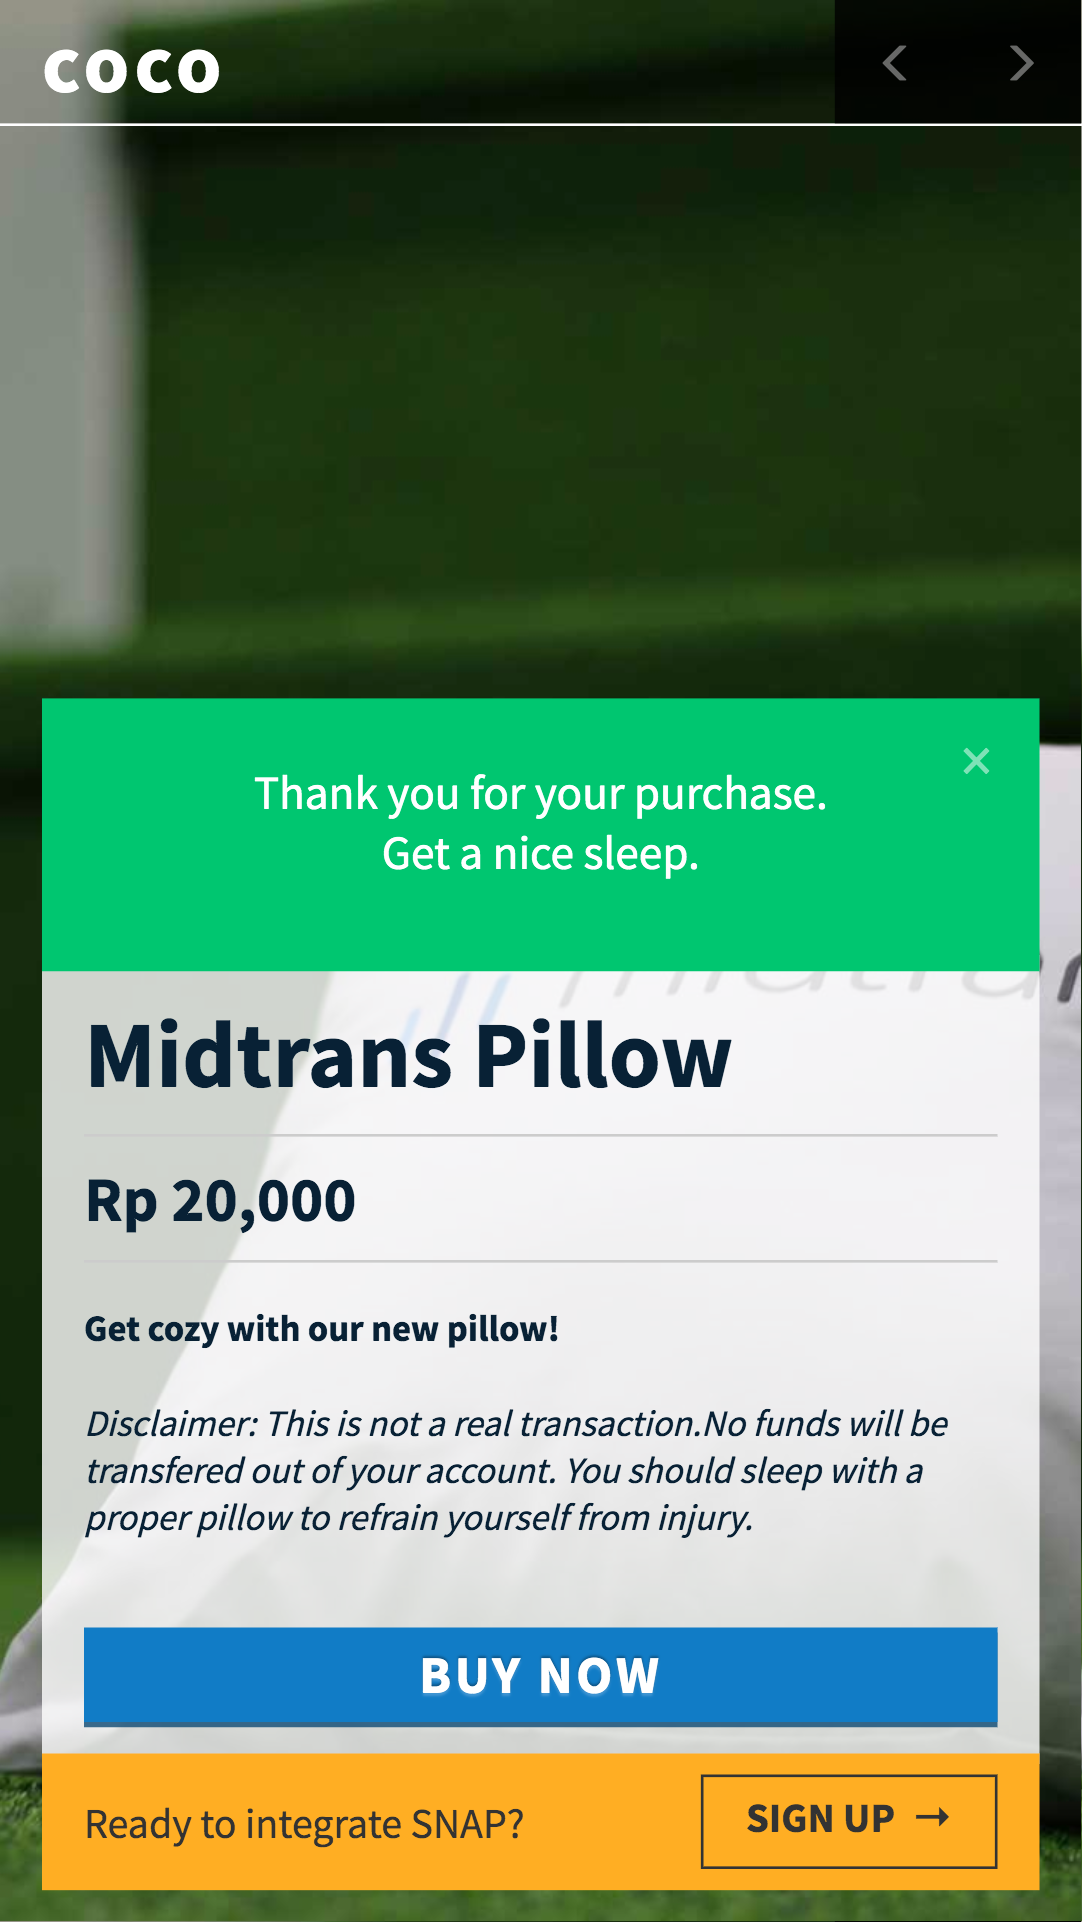 COCO
Thank you for your purchase.
Get a nice sleep.
Midtrans Pillow
Rp 20,000
Get cozy with our new pillow!
Disclaimer: This is not a real transaction.No funds will be
transfered out of your account. You should sleep with a
proper pillow to refrain yourself from injury.
BUY NOW
Ready to integrate SNAP?
SIGN UP →